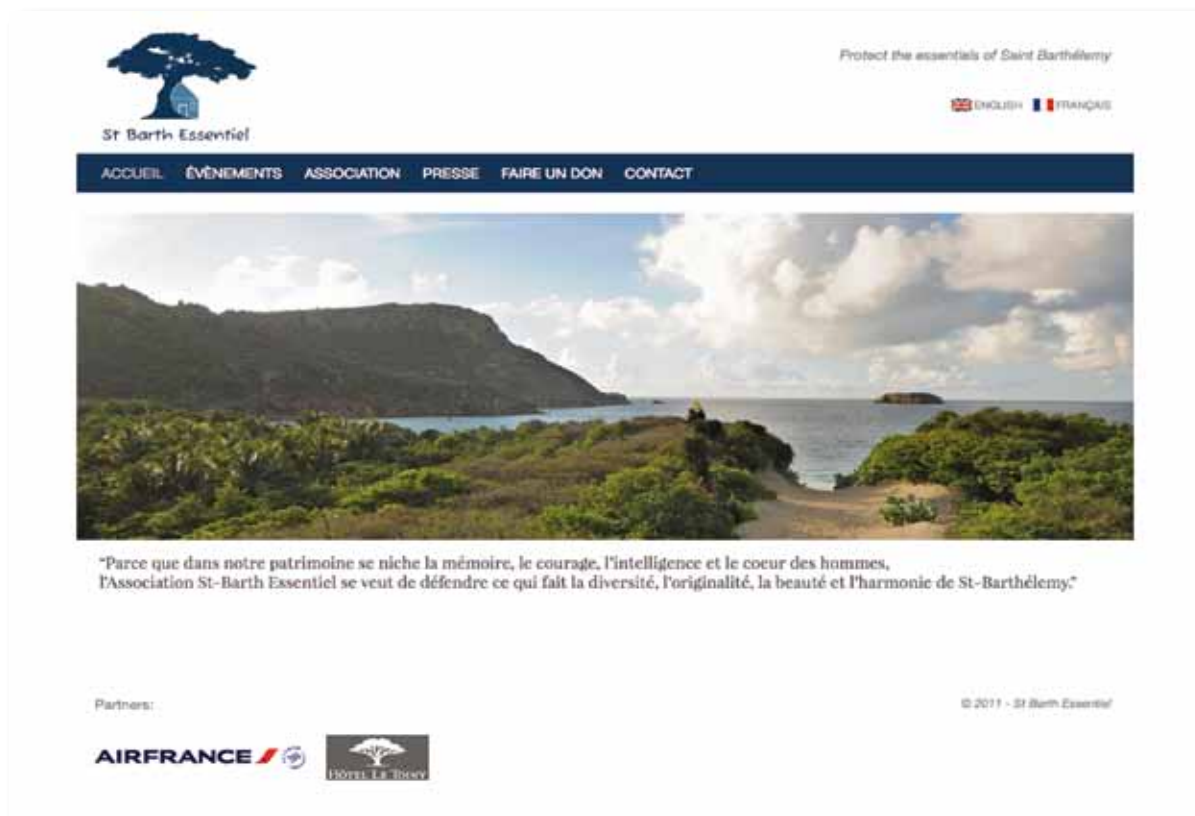 St Barth Essentiel
Protect the essentials of Saint Barthélemy
ENGLISH FRANÇAIS
ACCUEIL ÉVÈNEMENTS ASSOCIATION PRESSE FAIRE UN DON CONTACT
“Parce que dans notre patrimoine se niche la mémoire, le courage, l'intelligence et le coeur des hommes,
l'Association St-Barth Essentiel se veut de défendre ce qui fait la diversité, l'originalité, la beauté et l'harmonie de St-Barthélemy.”
Partners:
© 2011 - St Barth Essentiel
AIRFRANCE
HÔTEL LE TOINY